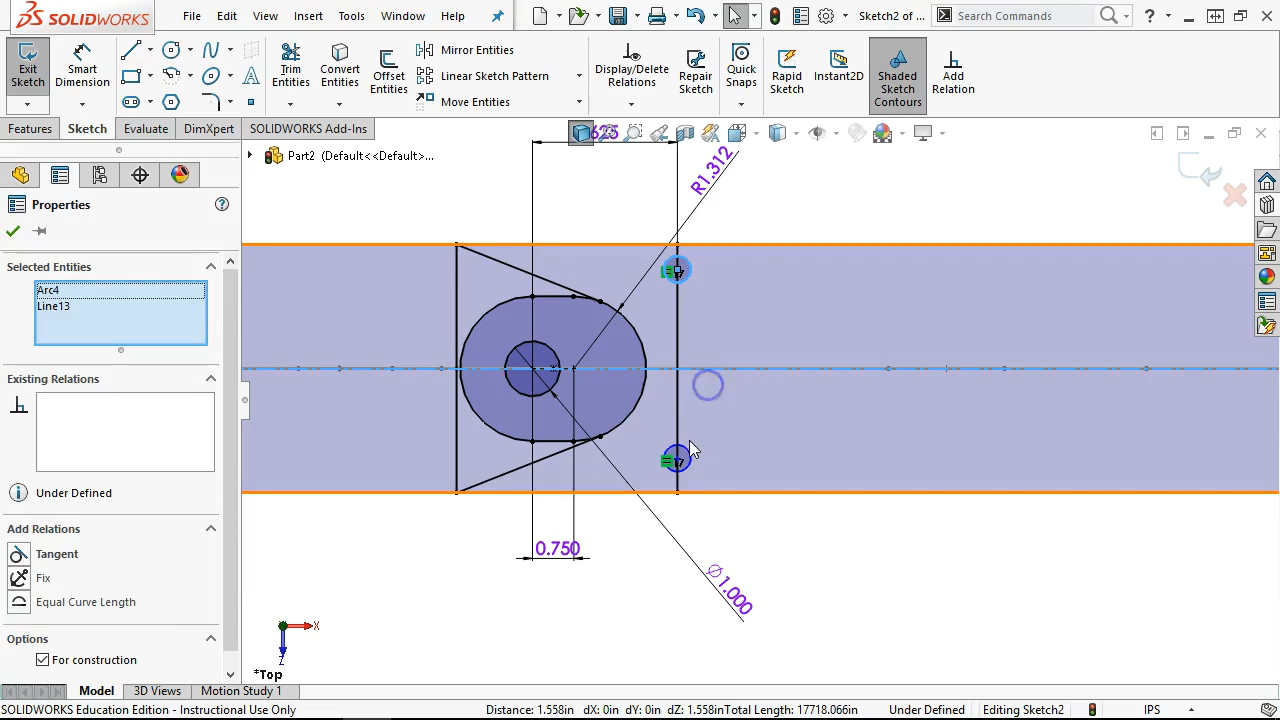 SOLIDWORKS
File Edit View Insert Tools Window Help
Sketch2 of ...
Search Commands
Exit Sketch
Smart Dimension
Trim Entities
Convert Entities
Offset Entities
Mirror Entities
Linear Sketch Pattern
Move Entities
Display/Delete Relations
Repair Sketch
Quick Snaps
Rapid Sketch
Instant2D
Shaded Sketch Contours
Add Relation
Features Sketch Evaluate DimXpert SOLIDWORKS Add-Ins
Part2 (Default<<Default>...
Properties
Selected Entities
Arc4
Line13
Existing Relations
Under Defined
Add Relations
Tangent
Fix
Equal Curve Length
Options
For construction
R1.312
0.750
∅1.000
X
Z
*Top
Model 3D Views Motion Study 1
SOLIDWORKS Education Edition - Instructional Use Only
Distance: 1.558in dX: 0in dY: 0in dZ: 1.558inTotal Length: 17718.066in Under Defined Editing Sketch2 IPS